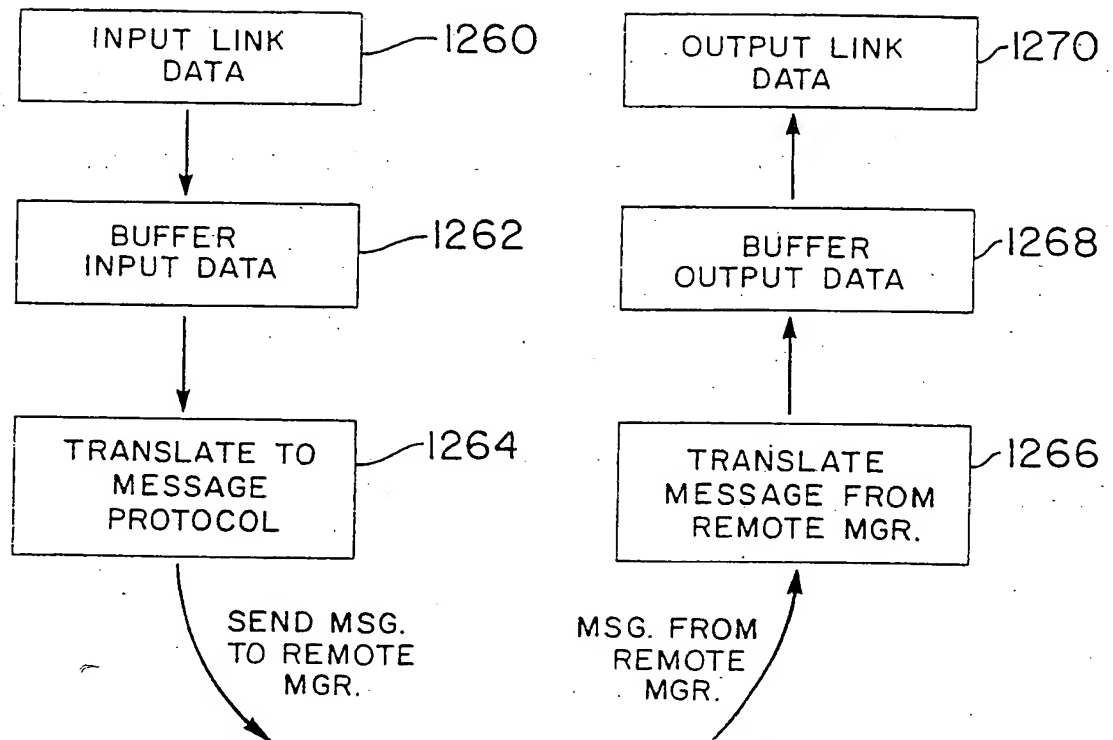 INPUT LINK
DATA
1260
BUFFER
INPUT DATA
1262
TRANSLATE TO
MESSAGE
PROTOCOL
1264
SEND MSG.
TO REMOTE
MGR.
OUTPUT LINK
DATA
1270
BUFFER
OUTPUT DATA
1268
TRANSLATE
MESSAGE FROM
REMOTE MGR.
1266
MSG. FROM
REMOTE
MGR.